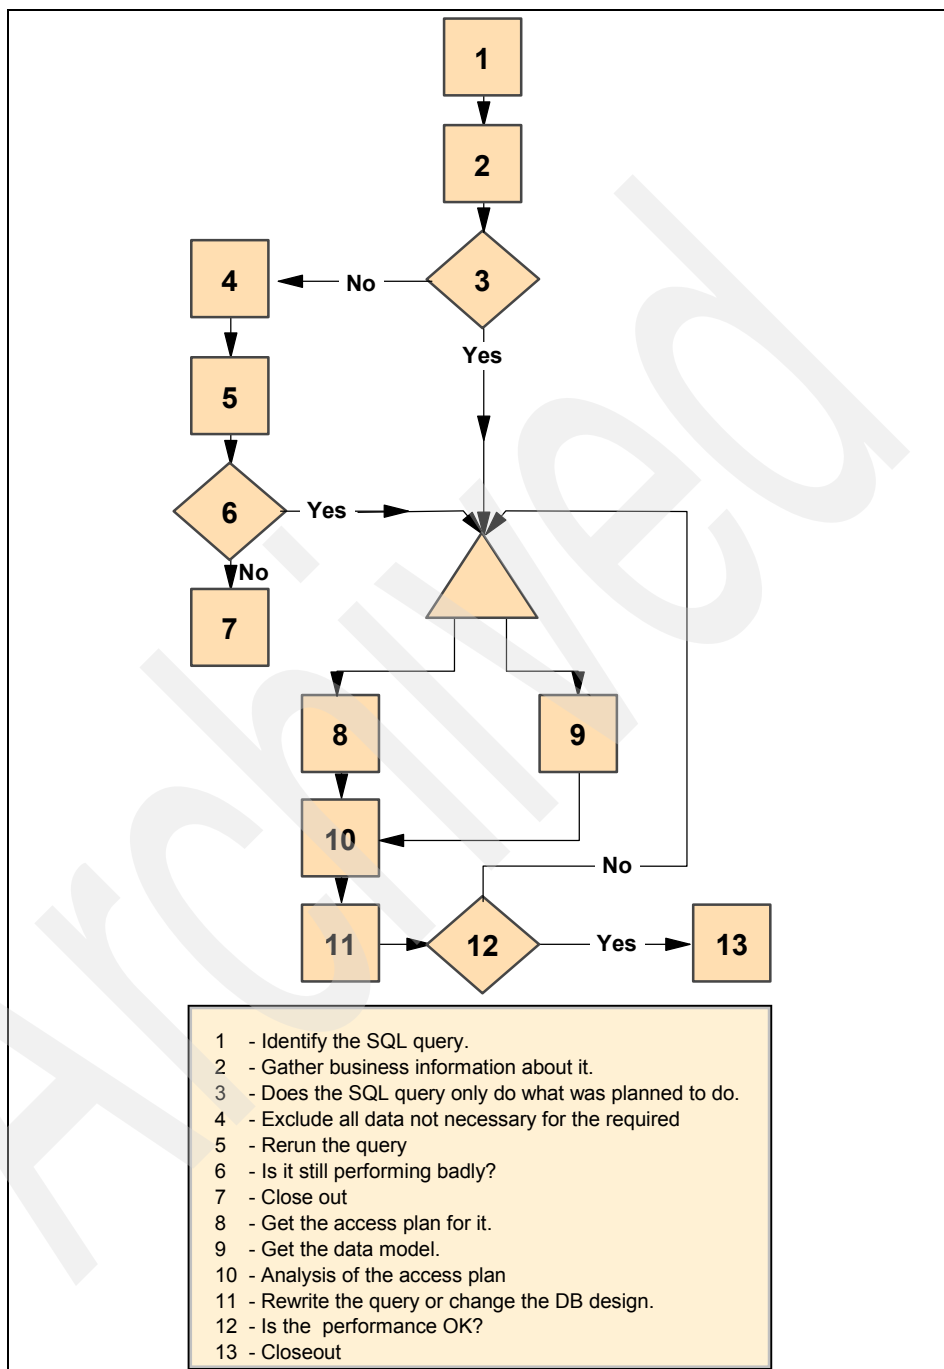 1
2
3
4
No
Yes
5
6
Yes
No
7
8
9
10
No
11
12
Yes
13
1 - Identify the SQL query.
2 - Gather business information about it.
3 - Does the SQL query only do what was planned to do.
4 - Exclude all data not necessary for the required
5 - Rerun the query
6 - Is it still performing badly?
7 - Close out
8 - Get the access plan for it.
9 - Get the data model.
10 - Analysis of the access plan
11 - Rewrite the query or change the DB design.
12 - Is the performance OK?
13 - Closeout
Archived